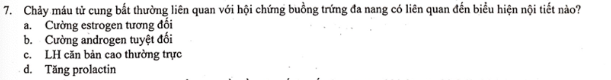 7. Chảy máu tử cung bất thường liên quan với hội chứng buồng trứng đa nang có liên quan đến biểu hiện nội tiết nào?
a. Cường estrogen tương đối
b. Cường androgen tuyệt đối
c. LH căn bản cao thường trực
d. Tăng prolactin